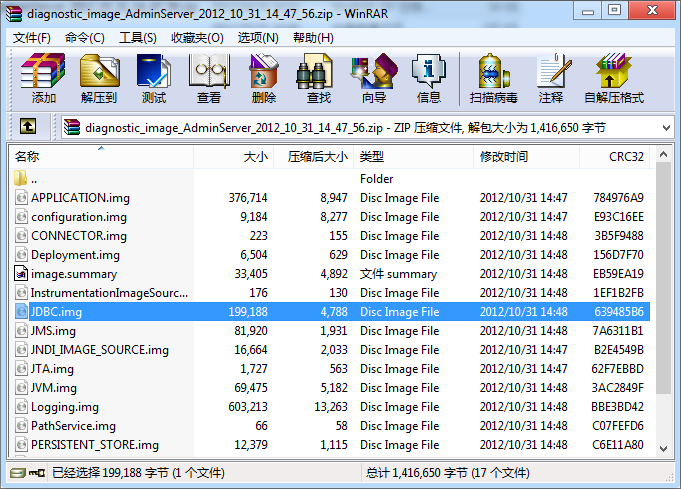 diagnostic_image_AdminServer_2012_10_31_14_47_56.zip - WinRAR
文件(F) 命令(C) 工具(S) 收藏夹(O) 选项(N) 帮助(H)
添加 解压到 测试 查看 删除 查找 向导 信息 扫描病毒 注释 自解压格式
diagnostic_image_AdminServer_2012_10_31_14_47_56.zip - ZIP 压缩文件, 解包大小为 1,416,650 字节
名称 大小 压缩后大小 类型 修改时间 CRC32
.. Folder
APPLICATION.img 376,714 8,947 Disc Image File 2012/10/31 14:47 784976A9
configuration.img 9,184 8,277 Disc Image File 2012/10/31 14:47 E93C16EE
CONNECTOR.img 223 155 Disc Image File 2012/10/31 14:48 3B5F9488
Deployment.img 6,504 629 Disc Image File 2012/10/31 14:48 156D7F70
image.summary 33,405 4,892 文件 summary 2012/10/31 14:48 EB59EA19
InstrumentationImageSourc... 176 130 Disc Image File 2012/10/31 14:47 1EF1B2FB
JDBC.img 199,188 4,788 Disc Image File 2012/10/31 14:48 639485B6
JMS.img 81,920 1,931 Disc Image File 2012/10/31 14:48 7A6311B1
JNDI_IMAGE_SOURCE.img 16,664 2,033 Disc Image File 2012/10/31 14:47 B2E4549B
JTA.img 1,727 563 Disc Image File 2012/10/31 14:47 62F7EBBD
JVM.img 69,475 5,182 Disc Image File 2012/10/31 14:48 3AC2849F
Logging.img 603,213 13,263 Disc Image File 2012/10/31 14:48 BBE3BD42
PathService.img 66 58 Disc Image File 2012/10/31 14:48 C07FEFD6
PERSISTENT_STORE.img 12,379 1,115 Disc Image File 2012/10/31 14:48 C6E11A80
已经选择 199,188 字节 (1 个文件) 总计 1,416,650 字节 (17 个文件)